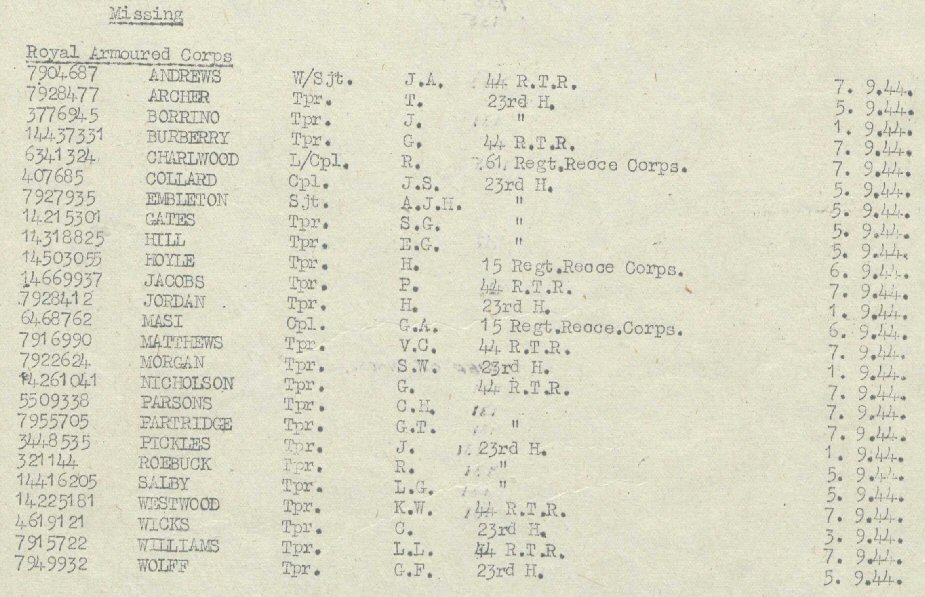 Missing
Royal Armoured Corps
7904687 ANDREWS W/Sjt. J.A. 44 R.T.R. 7. 9.44.
7928477 ARCHER Tpr. T. 23rd H. 5. 9.44.
3776945 BORRINO Tpr. J. " 1. 9.44.
14437331 BURBERRY Tpr. G. 44 R.T.R. 7. 9.44.
6341324 CHARLWOOD L/Cpl. R. 61 Regt.Recce Corps. 7. 9.44.
407685 COLLARD Cpl. J.S. 23rd H. 5. 9.44.
7927935 EMBLETON Sjt. A.J.H. " 5. 9.44.
14215301 GATES Tpr. S.G. " 5. 9.44.
14318825 HILL Tpr. E.G. " 5. 9.44.
14503055 HOYLE Tpr. H. 15 Regt.Recce Corps. 6. 9.44.
14669937 JACOBS Tpr. P. 44 R.T.R. 7. 9.44.
7928412 JORDAN Tpr. H. 23rd H. 1. 9.44.
6468762 MASI Cpl. G.A. 15 Regt.Recce.Corps. 6. 9.44.
7916990 MATTHEWS Tpr. V.C. 44 R.T.R. 7. 9.44.
7922624 MORGAN Tpr. S.W. 23rd H. 1. 9.44.
14261041 NICHOLSON Tpr. G. 44 R.T.R. 7. 9.44.
5509338 PARSONS Tpr. C.H. 7. 9.44.
7955705 PARTRIDGE Tpr. G.T. " 7. 9.44.
3448535 PICKLES Tpr. J. 23rd H. 1. 9.44.
321144 ROEBUCK Tpr. R. " 5. 9.44.
14416205 SALBY Tpr. L.G. " 5. 9.44.
14225181 WESTWOOD Tpr. K.W. 44 R.T.R. 7. 9.44.
4619121 WICKS Tpr. C. 23rd H. 3. 9.44.
7915722 WILLIAMS Tpr. L.L. 44 R.T.R. 7. 9.44.
7949932 WOLFF Tpr. G.F. 23rd H. 5. 9.44.